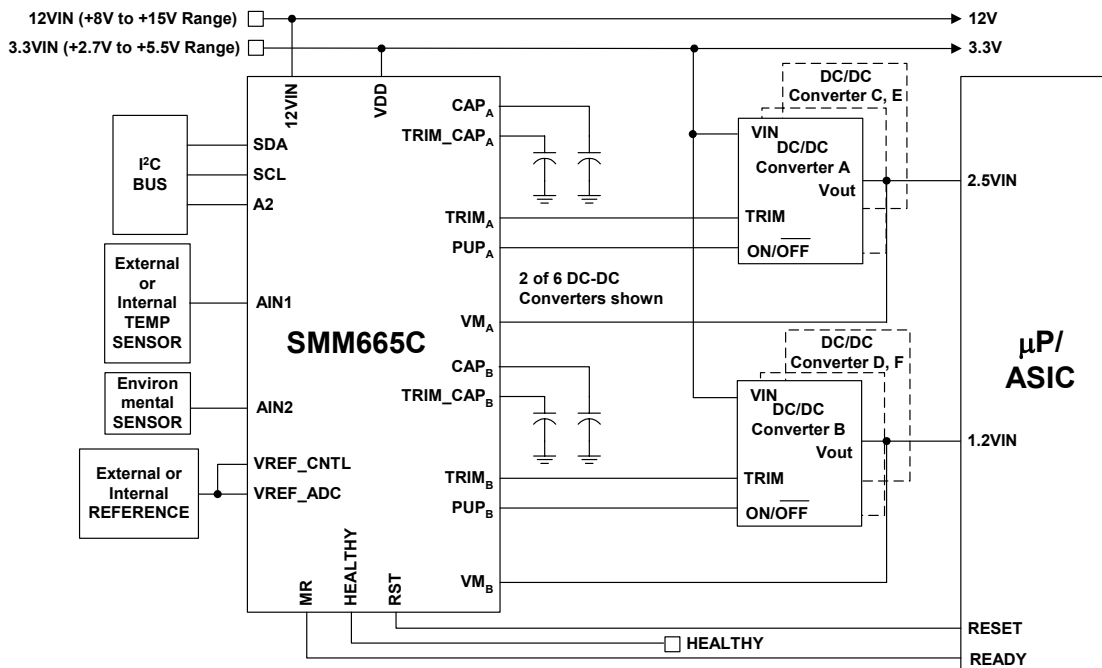 12VIN (+8V to +15V Range)
12V
3.3VIN (+2.7V to +5.5V Range)
3.3V
12VIN
VDD
CAPA
TRIM_CAPA
DC/DC
Converter C, E
VIN
DC/DC
Converter A
Vout
TRIM
ON/OFF
2.5VIN
I²C
BUS
SDA
SCL
A2
TRIMA
PUPA
2 of 6 DC-DC
Converters shown
External
or
Internal
TEMP
SENSOR
AIN1
SMM665C
VMA
CAPB
TRIM_CAPB
DC/DC
Converter D, F
VIN
DC/DC
Converter B
Vout
TRIM
ON/OFF
1.2VIN
µP/
ASIC
Environ
mental
SENSOR
AIN2
External or
Internal
REFERENCE
VREF_CNTL
VREF_ADC
TRIMB
PUPB
VMB
MR
HEALTHY
RST
RESET
HEALTHY
READY